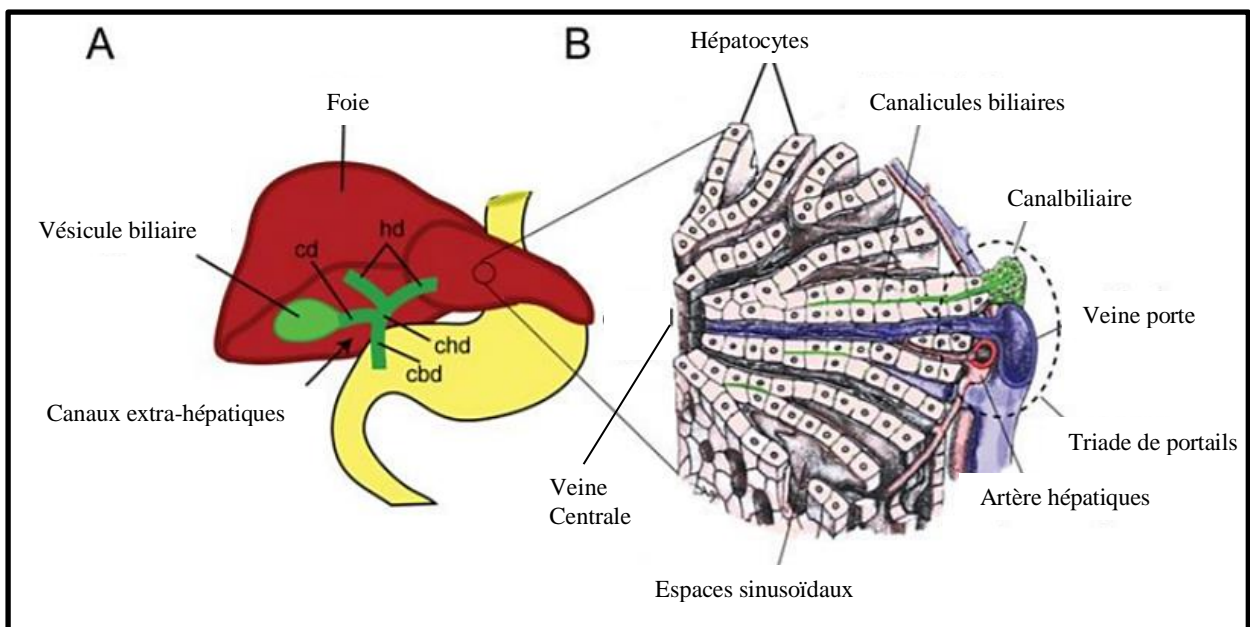 A
B
Hépatocytes
Foie
Canalicules biliaires
Vésicule biliaire
cd
hd
Canalbiliaire
Veine porte
chd
cbd
Canaux extra-hépatiques
Triade de portails
Veine
Centrale
Artère hépatiques
Espaces sinusoïdaux